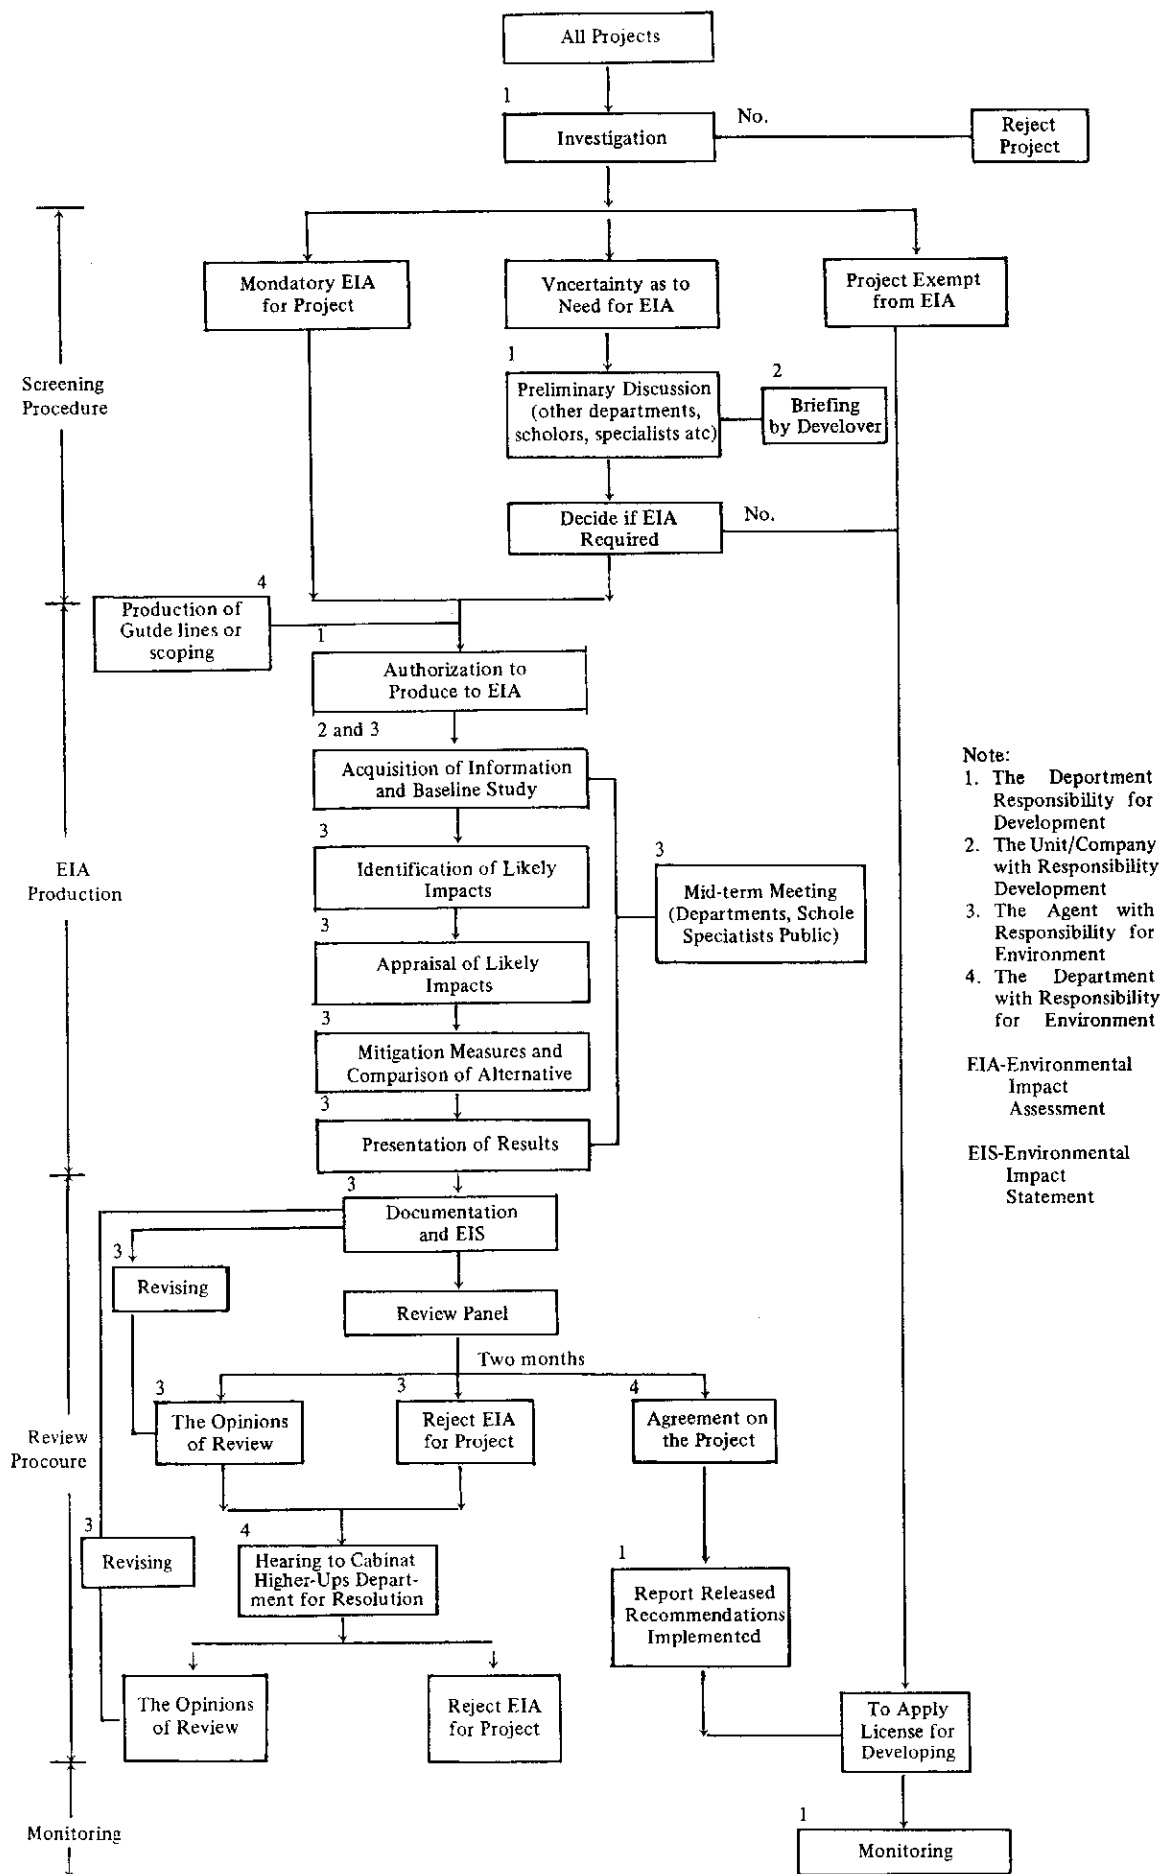 All Projects
1
Investigation
No.
Reject
Project
Mondatory EIA
for Project
Vncertainty as to
Need for EIA
Project Exempt
from EIA
Screening
Procedure
1
Preliminary Discussion
(other departments,
scholors, specialists atc)
2
Briefing
by Develover
Decide if EIA
Required
No.
4
Production of
Gutde lines or
scoping
1
Authorization to
Produce to EIA
2 and 3
Acquisition of Information
and Baseline Study
3
Identification of Likely
Impacts
EIA
Production
3
Mid-term Meeting
(Departments, Schole
Speciatists Public)
3
Appraisal of Likely
Impacts
3
Mitigation Measures and
Comparison of Alternative
3
Presentation of Results
Note:
1. The Deportment
Responsibility for
Development
2. The Unit/Company
with Responsibility
Development
3. The Agent with
Responsibility for
Environment
4. The Department
with Responsibility
for Environment
EIA-Environmental
Impact
Assessment
EIS-Environmental
Impact
Statement
3
Documentation
and EIS
3
Revising
Review Panel
Two months
3
The Opinions
of Review
3
Reject EIA
for Project
4
Agreement on
the Project
Review
Procoure
3
Revising
4
Hearing to Cabinat
Higher-Ups Depart-
ment for Resolution
1
Report Released
Recommendations
Implemented
The Opinions
of Review
Reject EIA
for Project
To Apply
License for
Developing
Monitoring
1
Monitoring